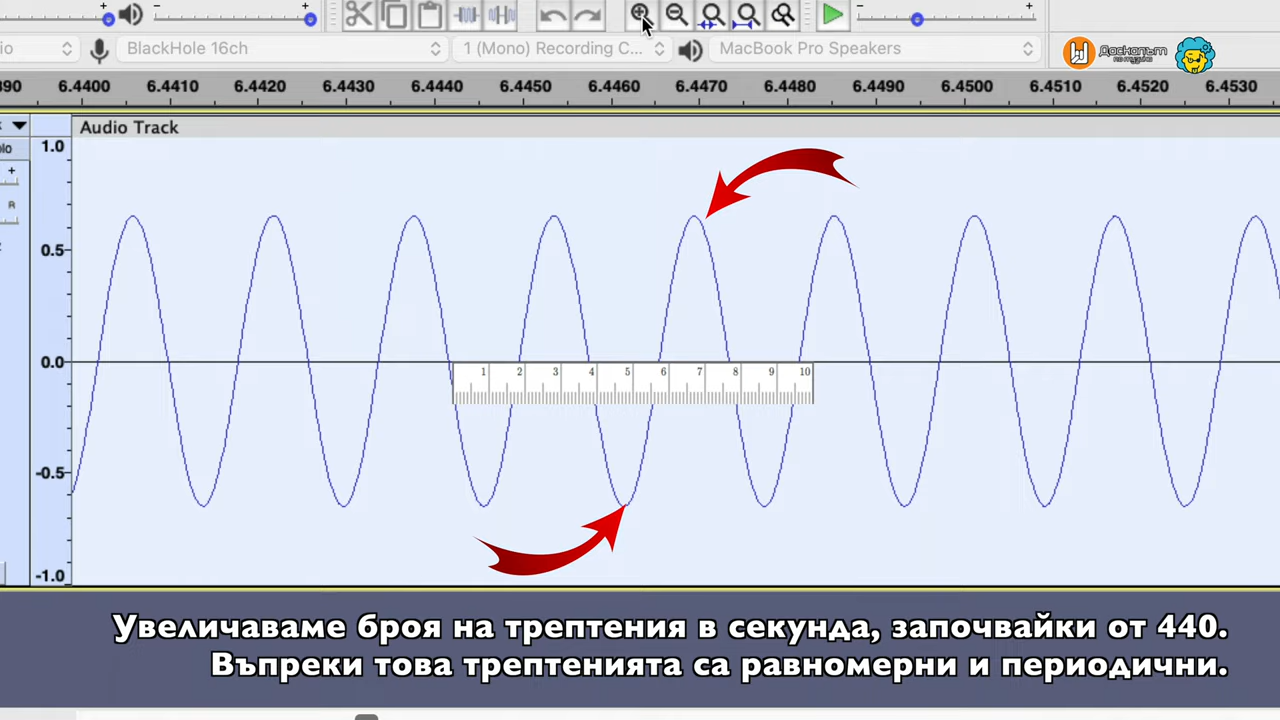 BlackHole 16ch
1 (Mono) Recording C...
MacBook Pro Speakers
Доскалът
по музика
6.4400 6.4410 6.4420 6.4430 6.4440 6.4450 6.4460 6.4470 6.4480 6.4490 6.4500 6.4510 6.4520 6.4530
Audio Track
1.0
0.5
0.0
-0.5
-1.0
1 2 3 4 5 6 7 8 9 10
Увеличаваме броя на трептения в секунда, започвайки от 440.
Въпреки това трептенията са равномерни и периодични.